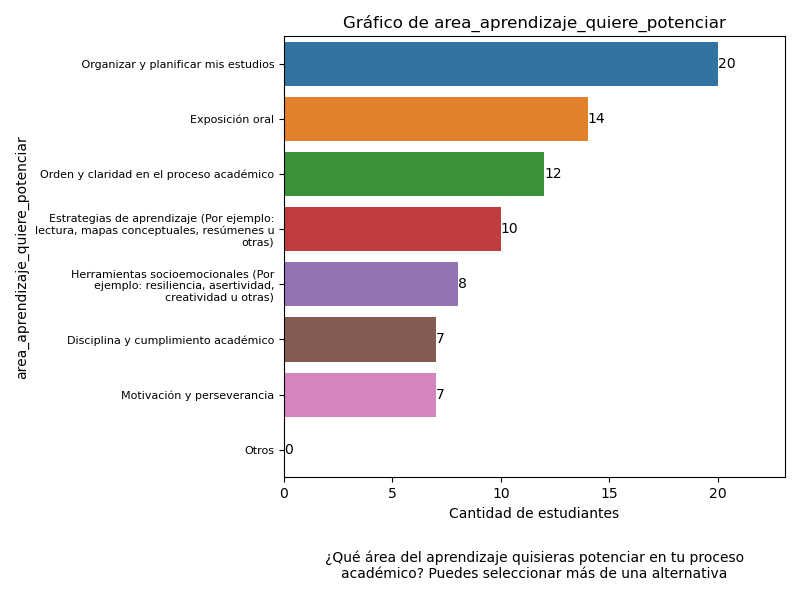 Gráfico de area_aprendizaje_quiere_potenciar
area_aprendizaje_quiere_potenciar
Organizar y planificar mis estudios
20
Exposición oral
14
Orden y claridad en el proceso académico
12
Estrategias de aprendizaje (Por ejemplo:
lectura, mapas conceptuales, resúmenes u
otras)
10
Herramientas socioemocionales (Por
ejemplo: resiliencia, asertividad,
creatividad u otras)
8
Disciplina y cumplimiento académico
7
Motivación y perseverancia
7
Otros
0
0 5 10 15 20
Cantidad de estudiantes
¿Qué área del aprendizaje quisieras potenciar en tu proceso
académico? Puedes seleccionar más de una alternativa